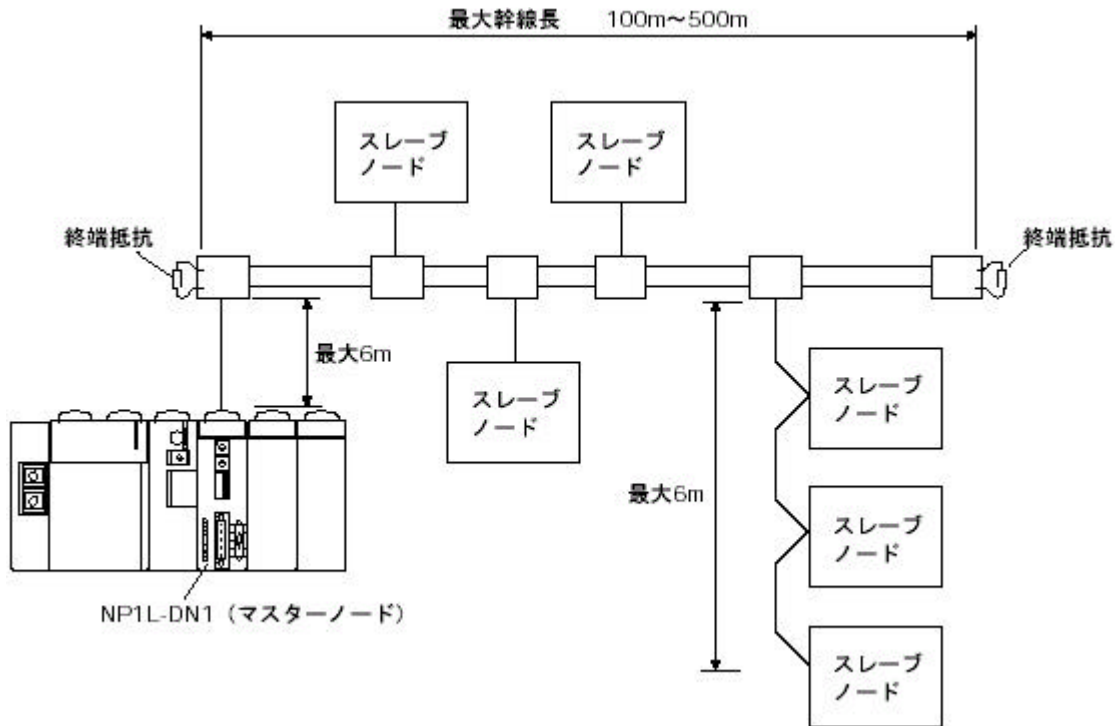 最大幹線長 100m～500m
スレーブ
ノード
スレーブ
ノード
終端抵抗
終端抵抗
最大6m
スレーブ
ノード
スレーブ
ノード
最大6m
スレーブ
ノード
NP1L-DN1（マスターノード）
スレーブ
ノード